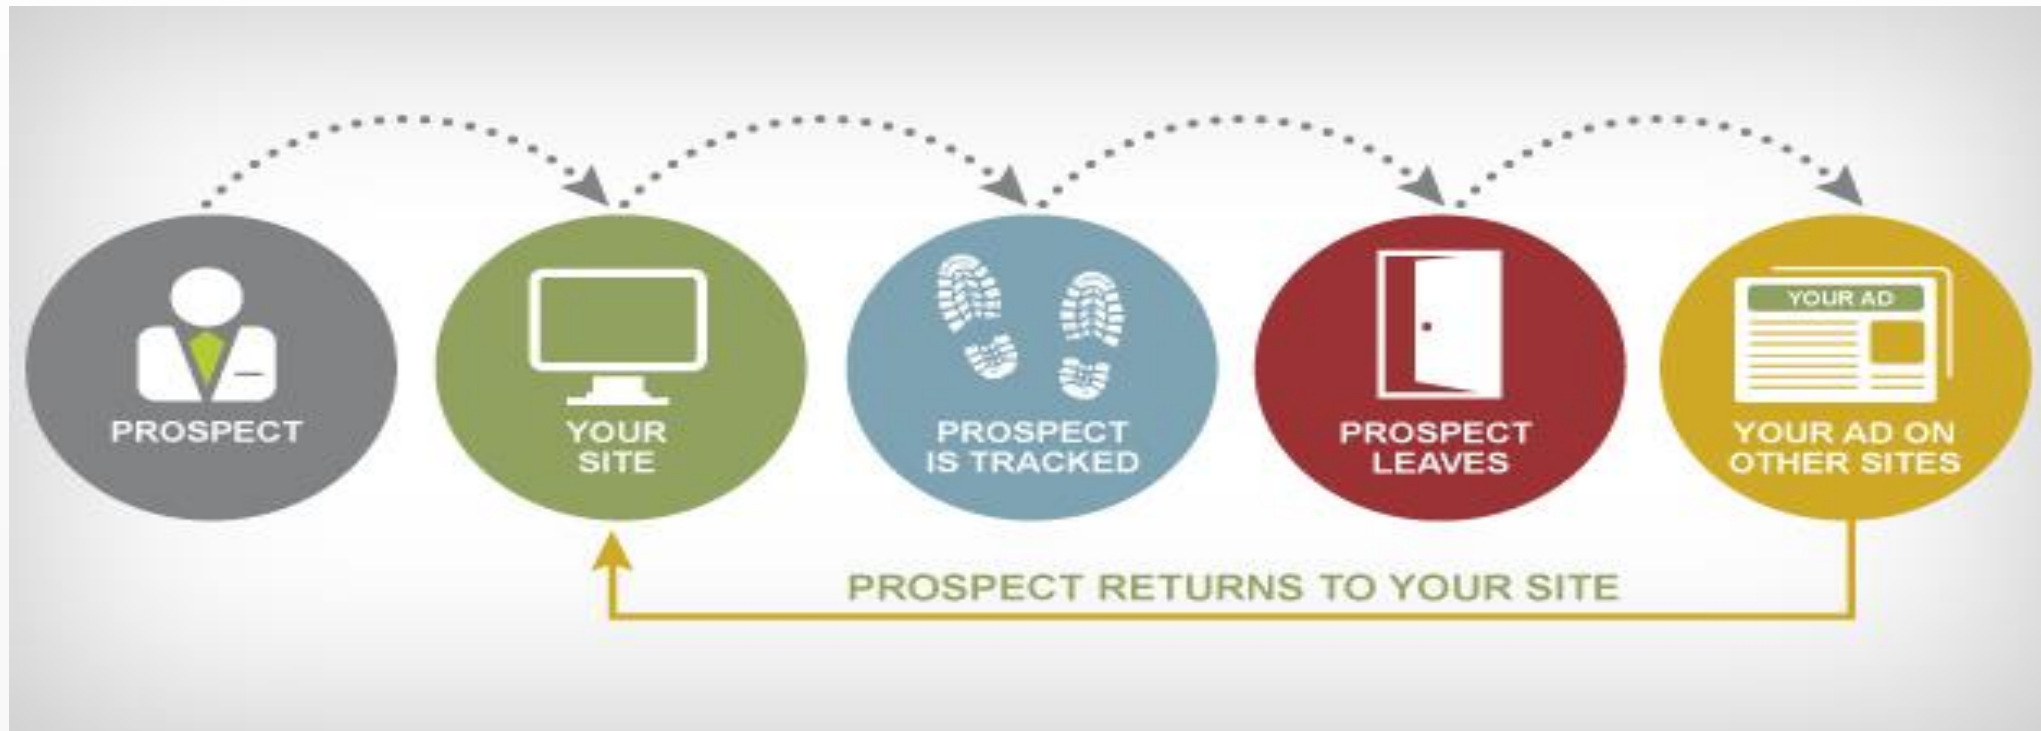 PROSPECT
YOUR
SITE
PROSPECT
IS TRACKED
PROSPECT
LEAVES
YOUR AD
YOUR AD ON
OTHER SITES
PROSPECT RETURNS TO YOUR SITE